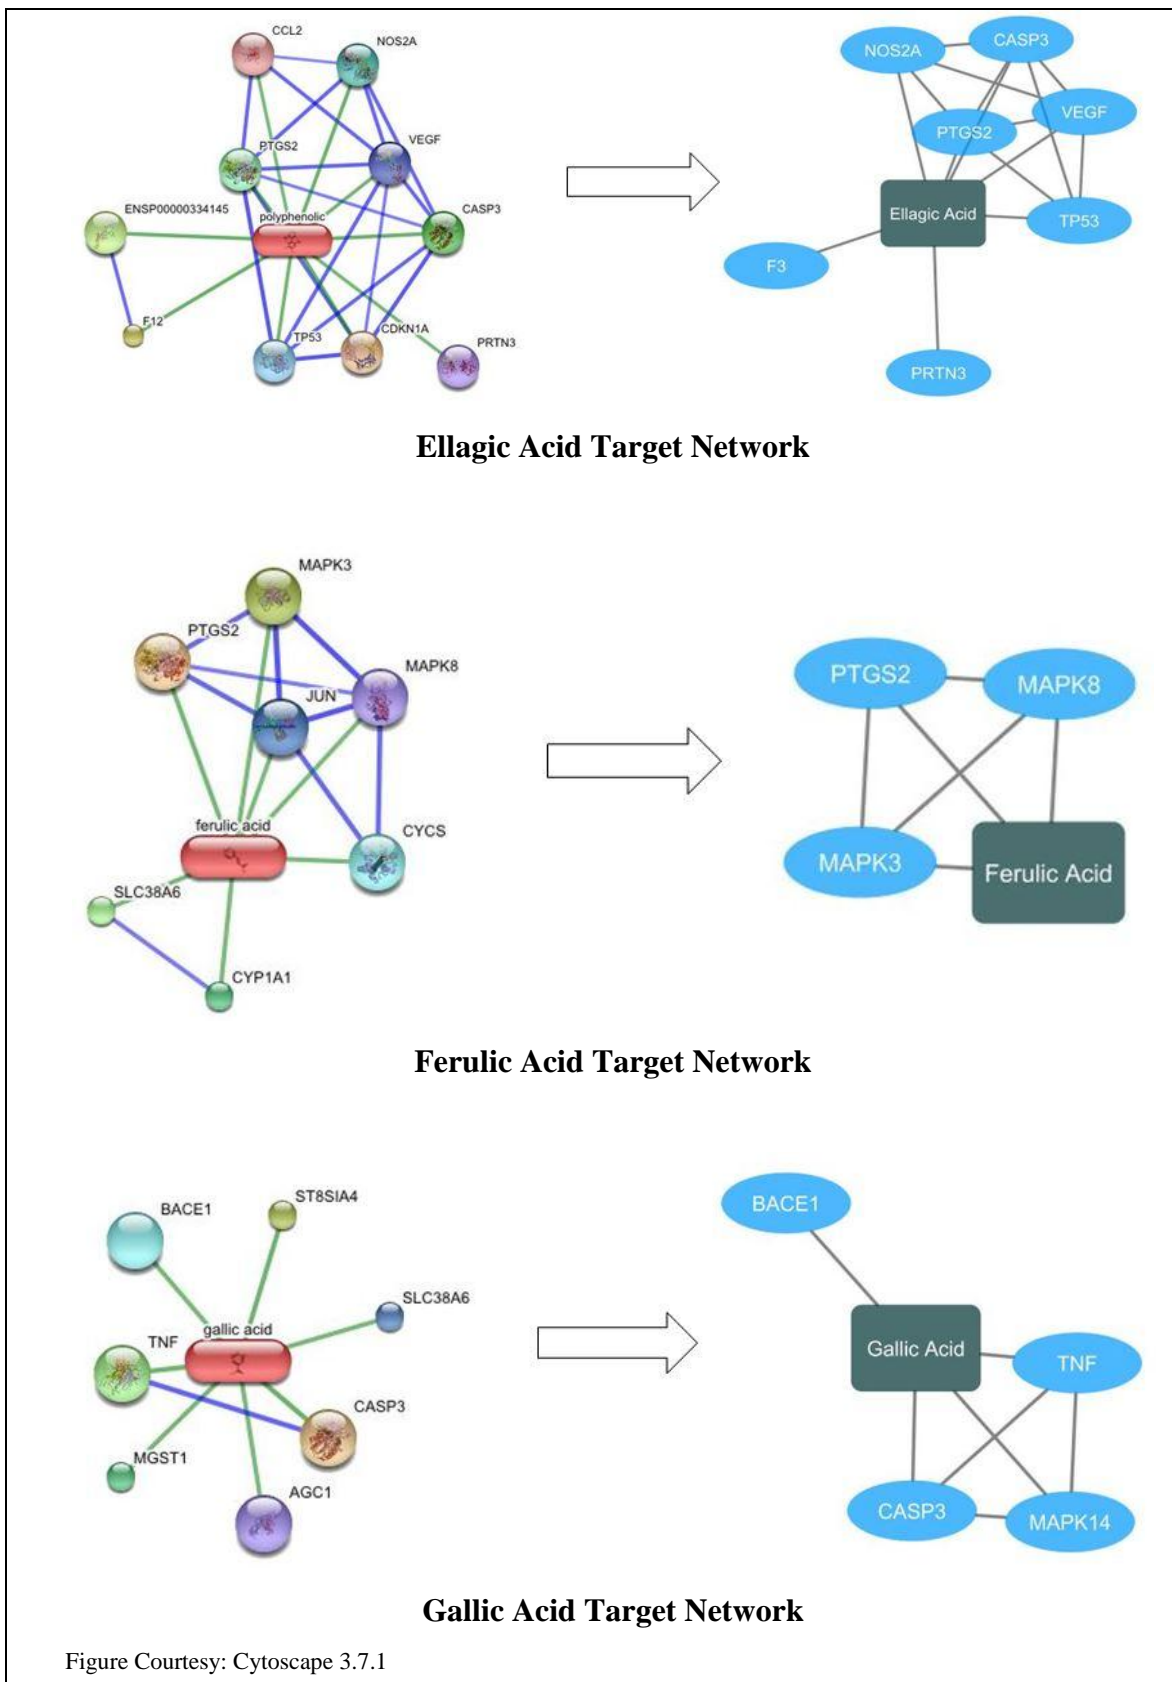 CCL2
NOS2A
PTGS2
VEGF
ENSP00000334145
polyphenolic
CASP3
F12
TP53
CDKN1A
PRTN3
NOS2A
CASP3
PTGS2
VEGF
Ellagic Acid
TP53
F3
PRTN3
Ellagic Acid Target Network
MAPK3
PTGS2
MAPK8
JUN
ferulic acid
CYCS
SLC38A6
CYP1A1
PTGS2
MAPK8
MAPK3
Ferulic Acid
Ferulic Acid Target Network
BACE1
ST8SIA4
SLC38A6
gallic acid
TNF
CASP3
MGST1
AGC1
BACE1
Gallic Acid
TNF
CASP3
MAPK14
Gallic Acid Target Network
Figure Courtesy: Cytoscape 3.7.1